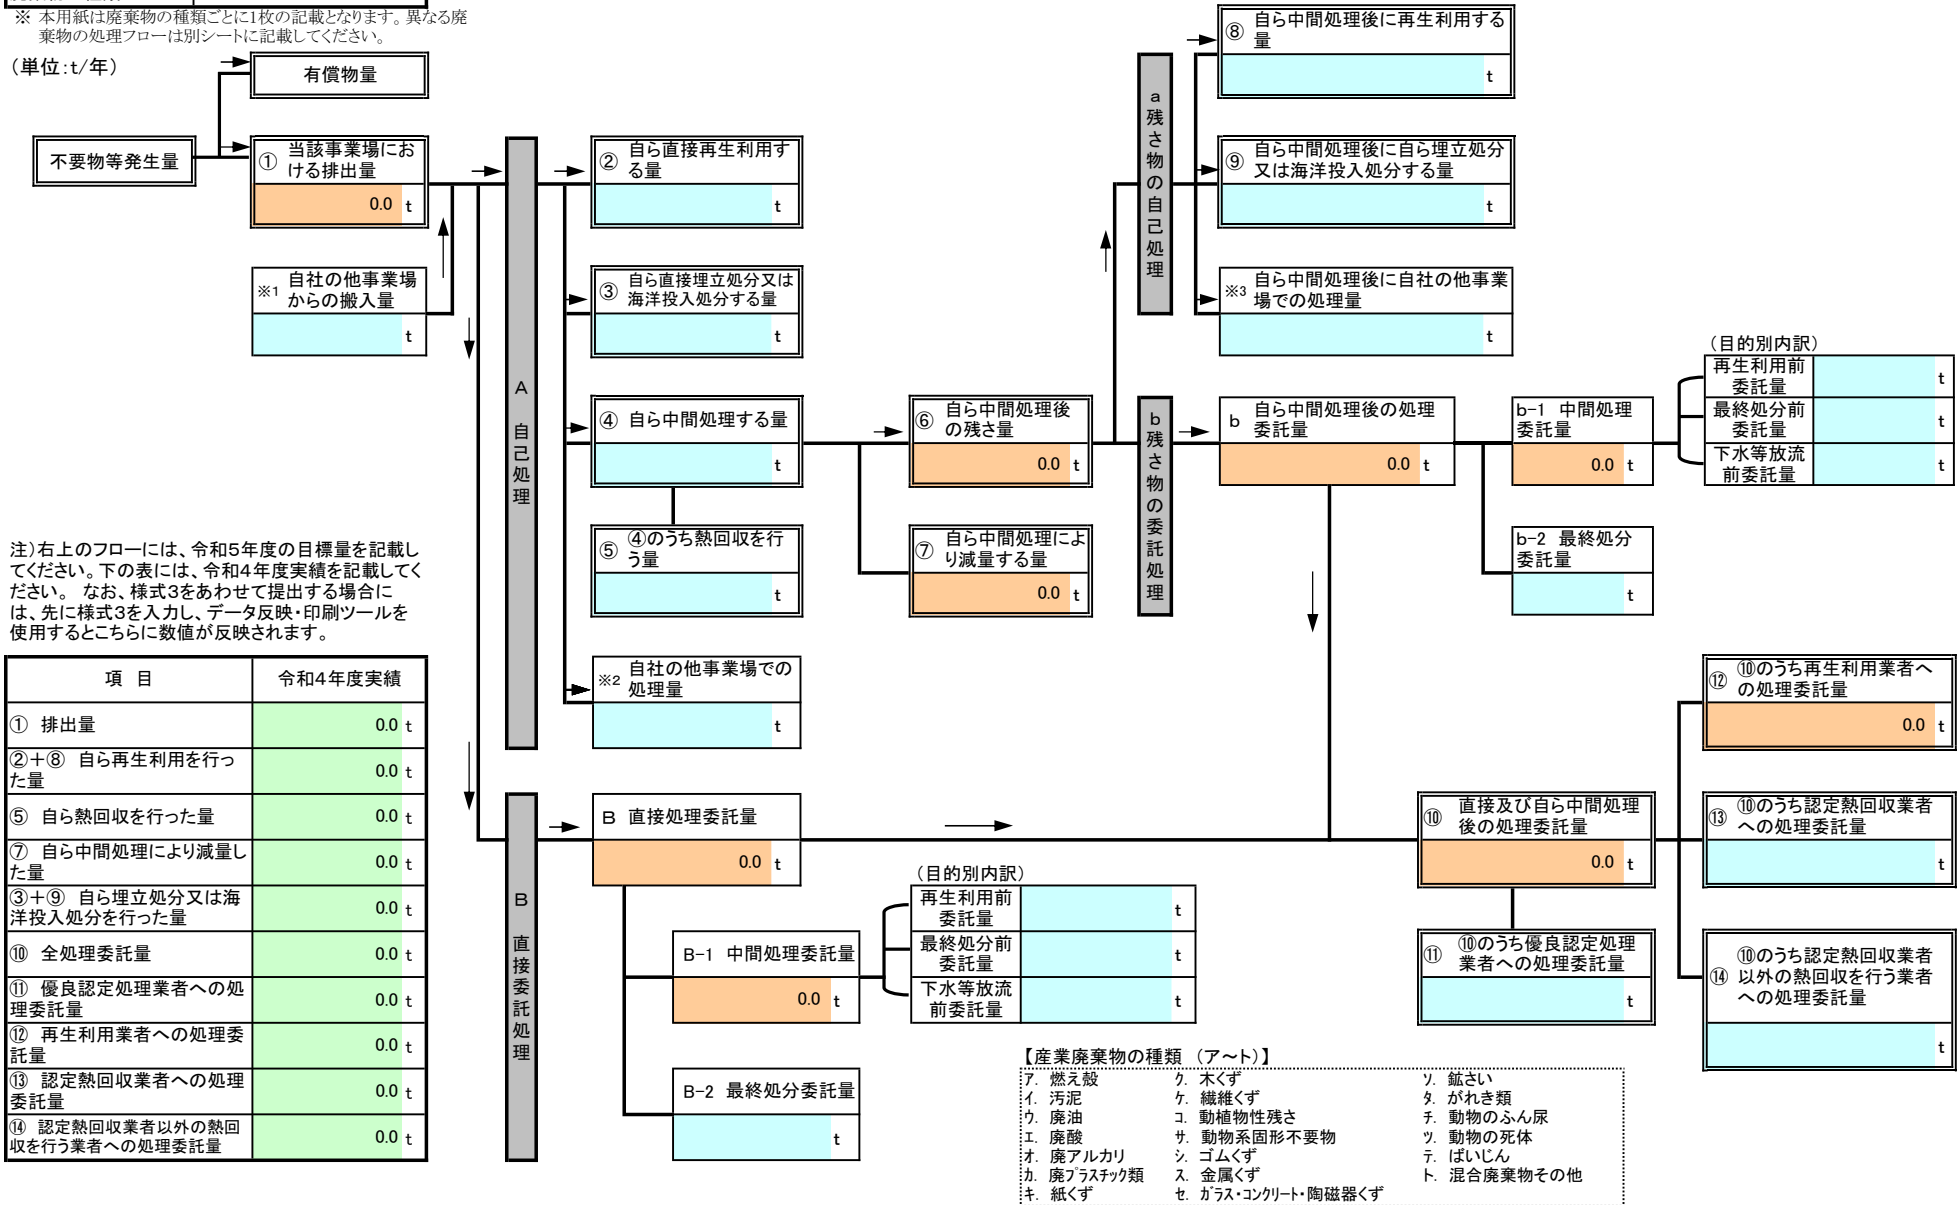 ※ 本用紙は廃棄物の種類ごとに1枚の記載となります。異なる廃
棄物の処理フローは別シートに記載してください。
（単位：t/年）
有償物量
不要物等発生量
① 当該事業場にお
ける排出量
0.0 t
※1 自社の他事業場
からの搬入量
t
A 自己処理
② 自ら直接再生利用す
る量
t
③ 自ら直接埋立処分又は
海洋投入処分する量
t
④ 自ら中間処理する量
t
⑤ ④のうち熱回収を行
う量
t
※2 自社の他事業場での
処理量
t
⑥ 自ら中間処理後
の残さ量
0.0 t
⑦ 自ら中間処理によ
り減量する量
0.0 t
a 残さ物の自己処理
⑧ 自ら中間処理後に再生利用する
量
t
⑨ 自ら中間処理後に自ら埋立処分
又は海洋投入処分する量
t
※3 自ら中間処理後に自社の他事業
場での処理量
t
b 残さ物の委託処理
b 自ら中間処理後の処理
委託量
0.0 t
b-1 中間処理
委託量
0.0 t
b-2 最終処分
委託量
t
（目的別内訳）
再生利用前
委託量
t
最終処分前
委託量
t
下水等放流
前委託量
t
注）右上のフローには、令和5年度の目標量を記載し
てください。下の表には、令和4年度実績を記載してく
ださい。 なお、様式3をあわせて提出する場合に
は、先に様式3を入力し、データ反映・印刷ツールを
使用するとこちらに数値が反映されます。
項 目 令和4年度実績
① 排出量 0.0 t
②＋⑧ 自ら再生利用を行っ
た量 0.0 t
⑤ 自ら熱回収を行った量 0.0 t
⑦ 自ら中間処理により減量し
た量 0.0 t
③＋⑨ 自ら埋立処分又は海
洋投入処分を行った量 0.0 t
⑩ 全処理委託量 0.0 t
⑪ 優良認定処理業者への処
理委託量 0.0 t
⑫ 再生利用業者への処理委
託量 0.0 t
⑬ 認定熱回収業者への処理
委託量 0.0 t
⑭ 認定熱回収業者以外の熱回
収を行う業者への処理委託量 0.0 t
B 直接委託処理
B 直接処理委託量
0.0 t
B-1 中間処理委託量
0.0 t
B-2 最終処分委託量
t
（目的別内訳）
再生利用前
委託量
t
最終処分前
委託量
t
下水等放流
前委託量
t
⑩ 直接及び自ら中間処理
後の処理委託量
0.0 t
⑪ ⑩のうち優良認定処理
業者への処理委託量
t
⑫ ⑩のうち再生利用業者へ
の処理委託量
0.0 t
⑬ ⑩のうち認定熱回収業者
への処理委託量
t
⑭ ⑩のうち認定熱回収業者
以外の熱回収を行う業者
への処理委託量
t
【産業廃棄物の種類 （ア～ト）】
ア. 燃え殻 ク. 木くず ソ. 鉱さい
イ. 汚泥 ケ. 繊維くず タ. がれき類
ウ. 廃油 コ. 動植物性残さ チ. 動物のふん尿
エ. 廃酸 サ. 動物系固形不要物 ツ. 動物の死体
オ. 廃アルカリ シ. ゴムくず テ. ばいじん
カ. 廃プラスチック類 ス. 金属くず ト. 混合廃棄物その他
キ. 紙くず セ. ガラス・コンクリート・陶磁器くず